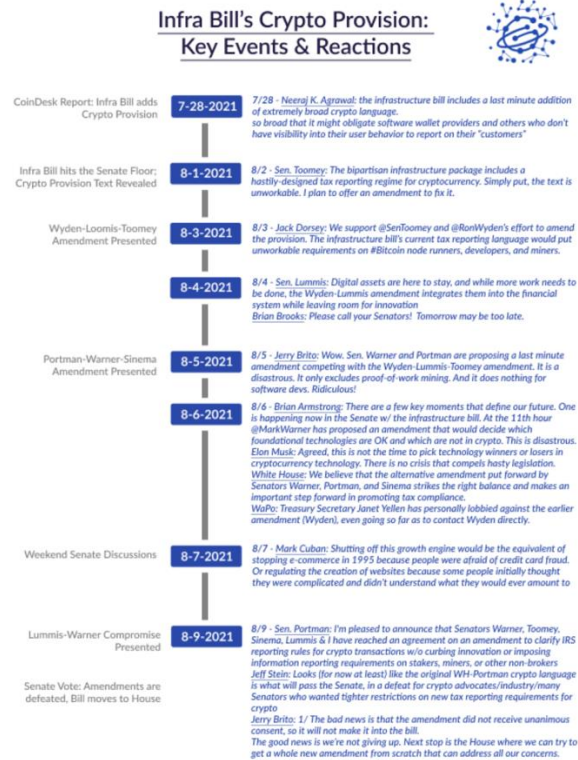 Infra Bill's Crypto Provision:
Key Events & Reactions
CoinDesk Report: Infra Bill adds
Crypto Provision
7-28-2021
7/28 - Neeraj K. Agrawal: the infrastructure bill includes a last minute addition
of extremely broad crypto language.
so broad that it might obligate software wallet providers and others who don't
have visibility into their user behavior to report on their "customers"
Infra Bill hits the Senate Floor;
Crypto Provision Text Revealed
8-1-2021
8/2 - Sen. Toomey: The bipartisan infrastructure package includes a
hastily-designed tax reporting regime for cryptocurrency. Simply put, the text is
unworkable. I plan to offer an amendment to fix it.
Wyden-Loomis-Toomey
Amendment Presented
8-3-2021
8/3 - Jack Dorsey: We support @SenToomey and @RonWyden's effort to amend
the provision. The infrastructure bill's current tax reporting language would put
unworkable requirements on #Bitcoin node runners, developers, and miners.
8-4-2021
8/4 - Sen. Lummis: Digital assets are here to stay, and while more work needs to
be done, the Wyden-Lummis amendment integrates them into the financial
system while leaving room for innovation
Brian Brooks: Please call your Senators! Tomorrow may be too late.
Portman-Warner-Sinema
Amendment Presented
8-5-2021
8/5 - Jerry Brito: Wow. Sen. Warner and Portman are proposing a last minute
amendment competing with the Wyden-Lummis-Toomey amendment. It is a
disastrous. It only excludes proof-of-work mining. And it does nothing for
software devs. Ridiculous!
8-6-2021
8/6 - Brian Armstrong: There are a few key moments that define our future. One
is happening now in the Senate w/ the infrastructure bill. At the 11th hour
@MarkWarner has proposed an amendment that would decide which
foundational technologies are OK and which are not in crypto. This is disastrous.
Elon Musk: Agreed, this is not the time to pick technology winners or losers in
cryptocurrency technology. There is no crisis that compels hasty legislation.
White House: We believe that the alternative amendment put forward by
Senators Warner, Portman, and Sinema strikes the right balance and makes an
important step forward in promoting tax compliance.
WaPo: Treasury Secretary Janet Yellen has personally lobbied against the earlier
amendment (Wyden), even going so far as to contact Wyden directly.
Weekend Senate Discussions
8-7-2021
8/7 - Mark Cuban: Shutting off this growth engine would be the equivalent of
stopping e-commerce in 1995 because people were afraid of credit card fraud.
Or regulating the creation of websites because some people initially thought
they were complicated and didn't understand what they would ever amount to
Lummis-Warner Compromise
Presented
8-9-2021
8/9 - Sen. Portman: I'm pleased to announce that Senators Warner, Toomey,
Sinema, Lummis & I have reached an agreement on an amendment to clarify IRS
reporting rules for crypto transactions w/o curbing innovation or imposing
information reporting requirements on stakers, miners, or other non-brokers
Senate Vote: Amendments are
defeated, Bill moves to House
Jeff Stein: Looks (for now at least) like the original WH-Portman crypto language
is what will pass the Senate, in a defeat for crypto advocates/industry/many
Senators who wanted tighter restrictions on new tax reporting requirements for
crypto
Jerry Brito: 1/ The bad news is that the amendment did not receive unanimous
consent, so it will not make it into the bill.
The good news is we're not giving up. Next stop is the House where we can try to
get a whole new amendment from scratch that can address all our concerns.